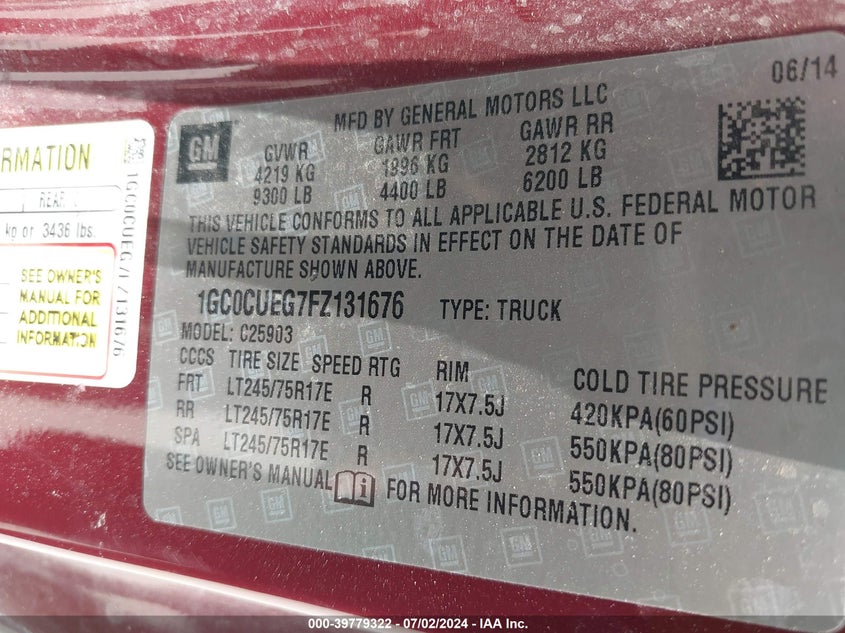 06/14
MFD BY GENERAL MOTORS LLC
GM
GVWR GAWR FRT GAWR RR
4219 KG 1996 KG 2812 KG
9300 LB 4400 LB 6200 LB
THIS VEHICLE CONFORMS TO ALL APPLICABLE U.S. FEDERAL MOTOR
VEHICLE SAFETY STANDARDS IN EFFECT ON THE DATE OF
MANUFACTURE SHOWN ABOVE.
1GC0CUEG7FZ131676 TYPE: TRUCK
MODEL: C25903
CCCS TIRE SIZE SPEED RTG RIM COLD TIRE PRESSURE
FRT LT245/75R17E R 17X7.5J 420KPA(60PSI)
RR LT245/75R17E R 17X7.5J 550KPA(80PSI)
SPA LT245/75R17E R 17X7.5J 550KPA(80PSI)
SEE OWNER'S MANUAL FOR MORE INFORMATION.
RMATION
REAR
kg or 3436 lbs.
SEE OWNER'S
MANUAL FOR
ADDITIONAL
INFORMATION
000-39779322 - 07/02/2024 - IAA Inc.